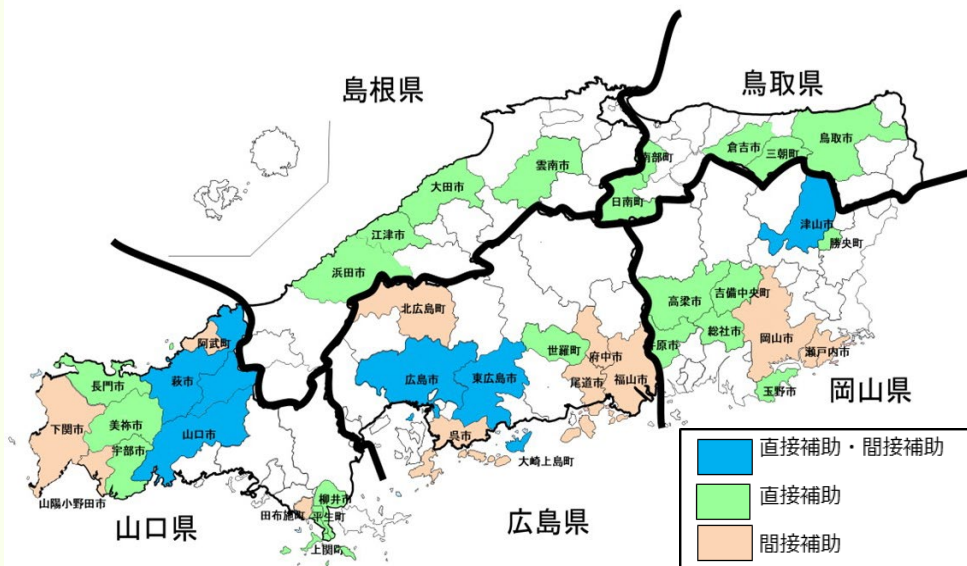 島根県
鳥取県
鳥取市
倉吉市
三朝町
南部町
日南町
雲南市
大田市
江津市
浜田市
津山市
勝央町
高梁市
吉備中央町
総社市
井原市
岡山市
瀬戸内市
玉野市
岡山県
北広島町
世羅町
府中市
広島市
東広島市
尾道市
福山市
呉市
大崎上島町
広島県
阿武町
長門市
萩市
美祢市
下関市
山口市
宇部市
山陽小野田市
柳井市
田布施町
平生町
上関町
山口県
直接補助・間接補助
直接補助
間接補助